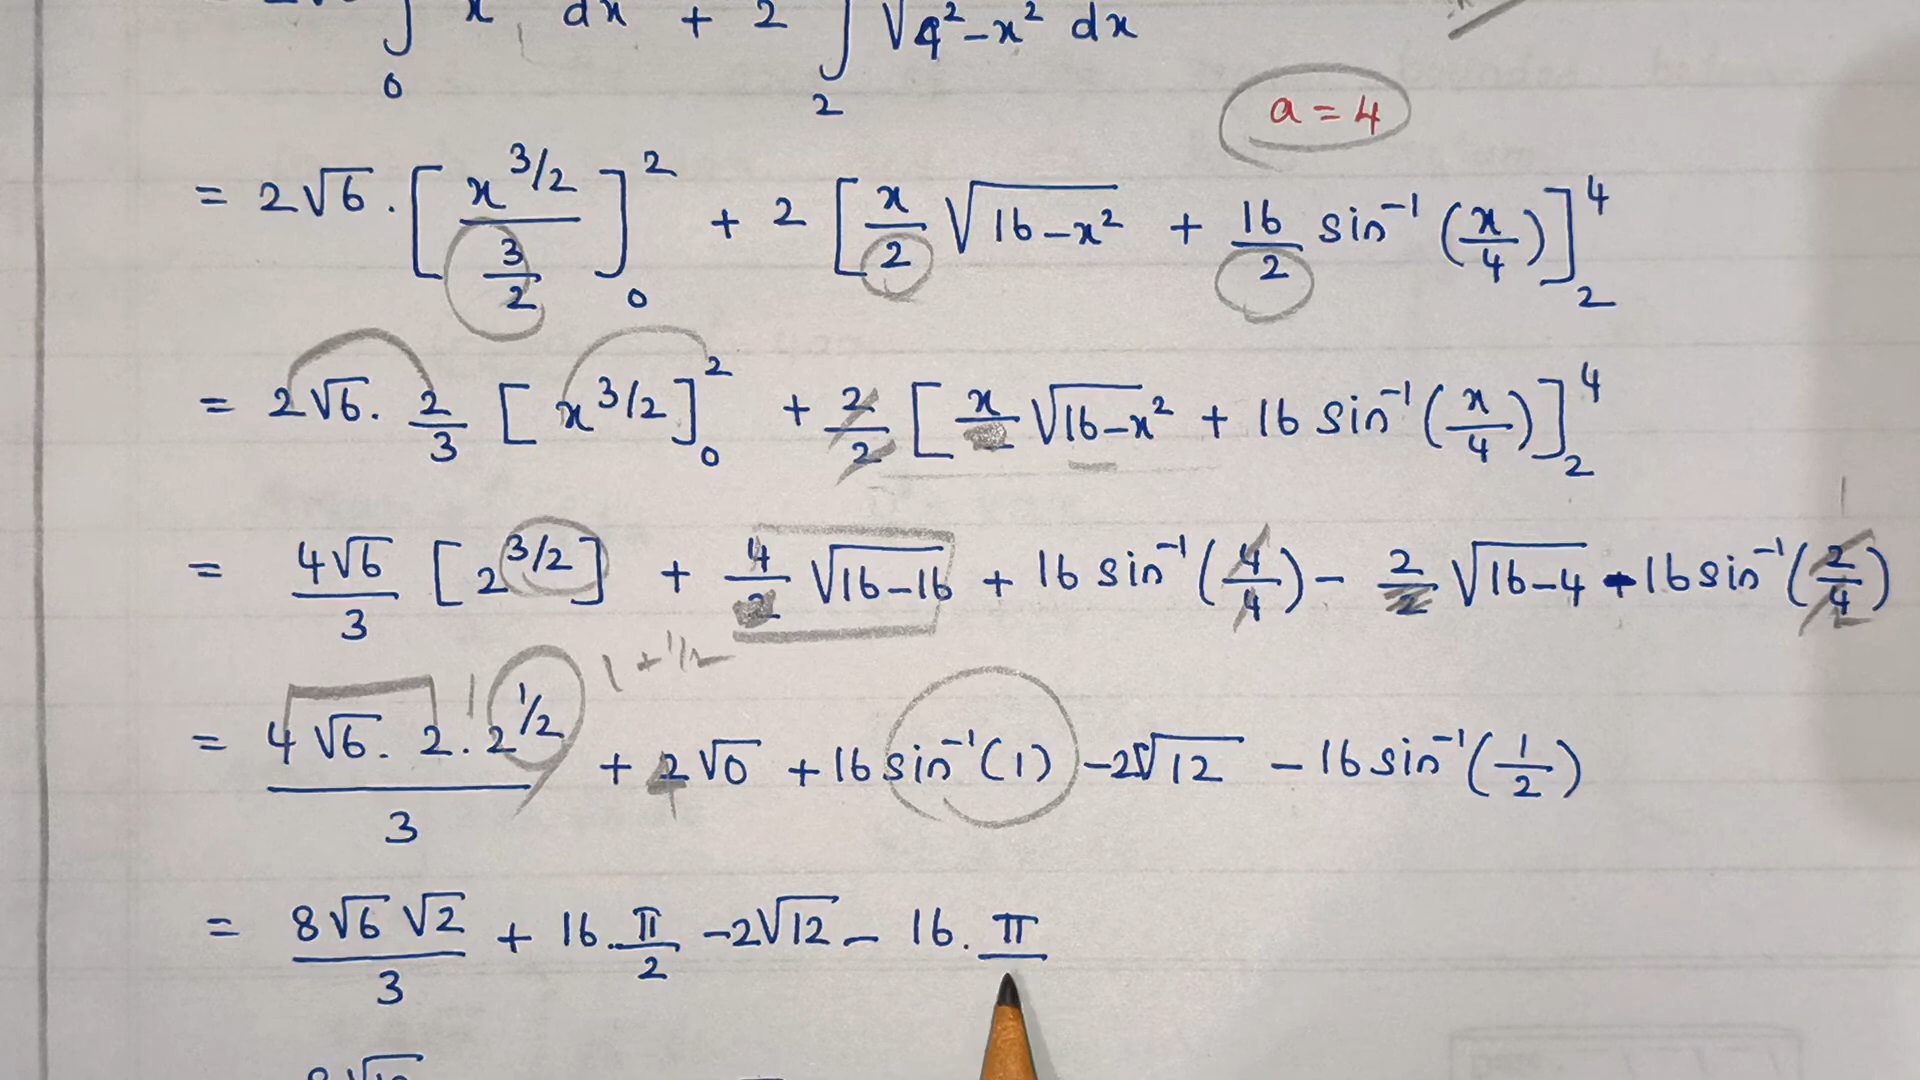 ∫₀ x dx + 2 ∫₂ √4²-x² dx
a = 4
= 2√6 . [x^3/2 / (3/2)]₀² + 2 [x/2 √16-x² + 16/2 sin⁻¹(x/4)]₂⁴
= 2√6 . 2/3 [x^3/2]₀² + 2/2 [x √16-x² + 16 sin⁻¹(x/4)]₂⁴
= 4√6/3 [2^3/2] + 4 √16-16 + 16 sin⁻¹(4/4) - 2 √16-4 - 16 sin⁻¹(2/4)
1 + 1/2
= 4√6 . 2 . 2^1/2 / 3 + √0 + 16 sin⁻¹(1) - 2√12 - 16 sin⁻¹(1/2)
= 8√6 √2 / 3 + 16 . π/2 - 2√12 - 16 . π